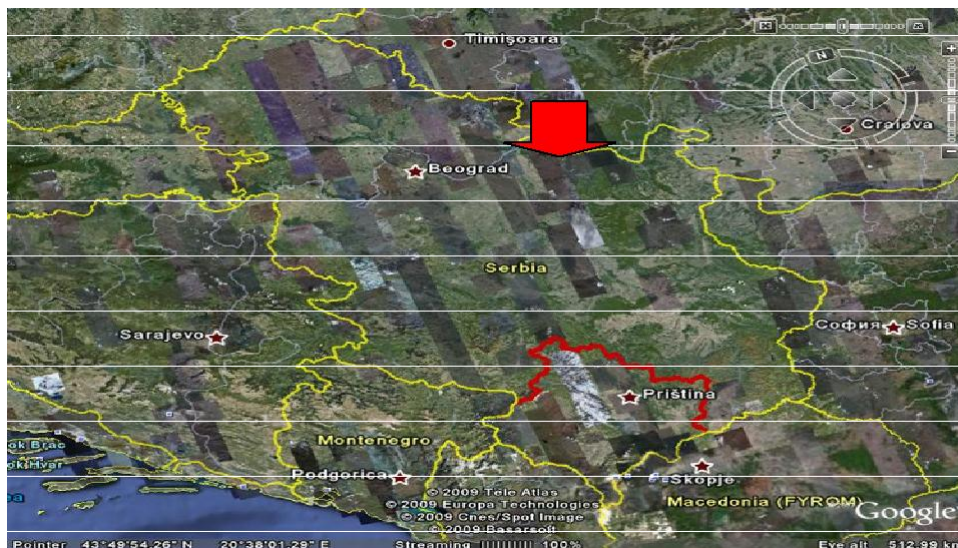 Timişoara
N
Craiova
Beograd
Serbia
Sarajevo
София Sofia
Priština
Montenegro
ok Brac
ok Hvar
Podgorica
Skopje
ea
© 2009 Tele Atlas
© 2009 Europa Technologies
© 2009 Cnes/Spot Image
© 2009 Basarsoft
Macedonia (FYROM)
Google
Pointer 43°49'54.26" N 20°38'01.29" E Streaming |||||||||| 100% Eye alt 512.99 km